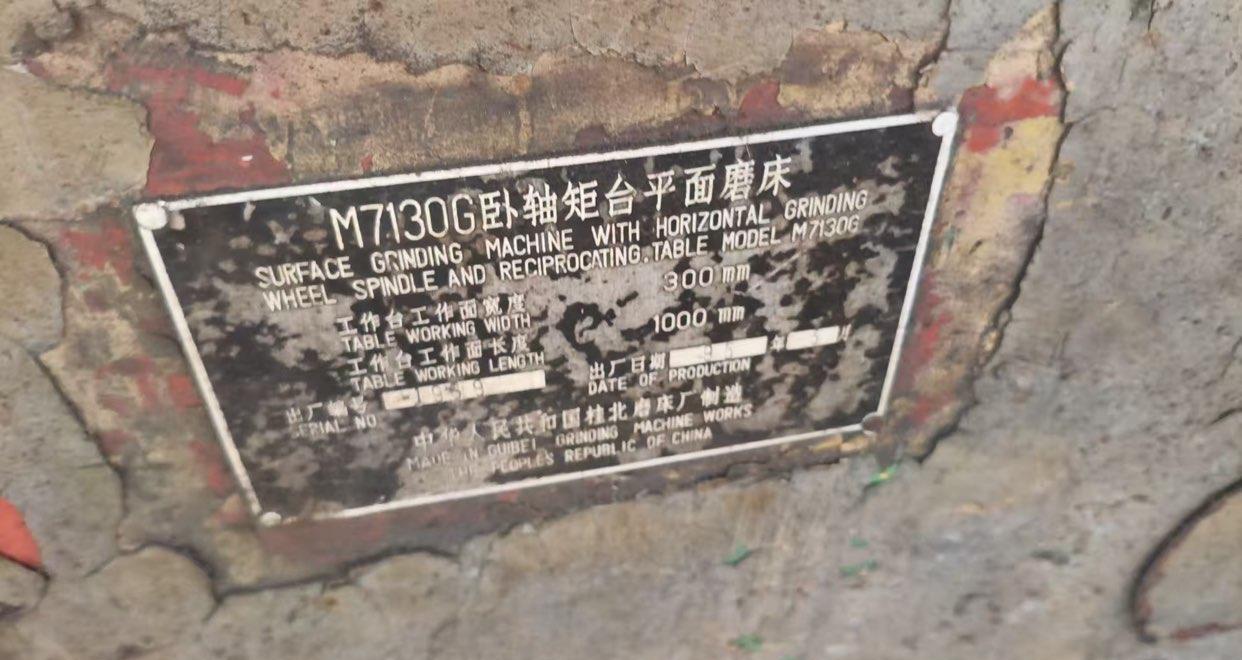 M7130G卧轴矩台平面磨床
SURFACE GRINDING MACHINE WITH HORIZONTAL GRINDING
WHEEL SPINDLE AND RECIPROCATING.TABLE MODEL M7130G
工作台工作面宽度 300 mm
TABLE WORKING WIDTH
工作台工作面长度 1000 mm
TABLE WORKING LENGTH
出厂编号 出厂日期 年 月
SERIAL NO DATE OF PRODUCTION
中华人民共和国桂北磨床厂制造
MADE IN GUIBEI GRINDING MACHINE WORKS
THE PEOPLE'S REPUBLIC OF CHINA